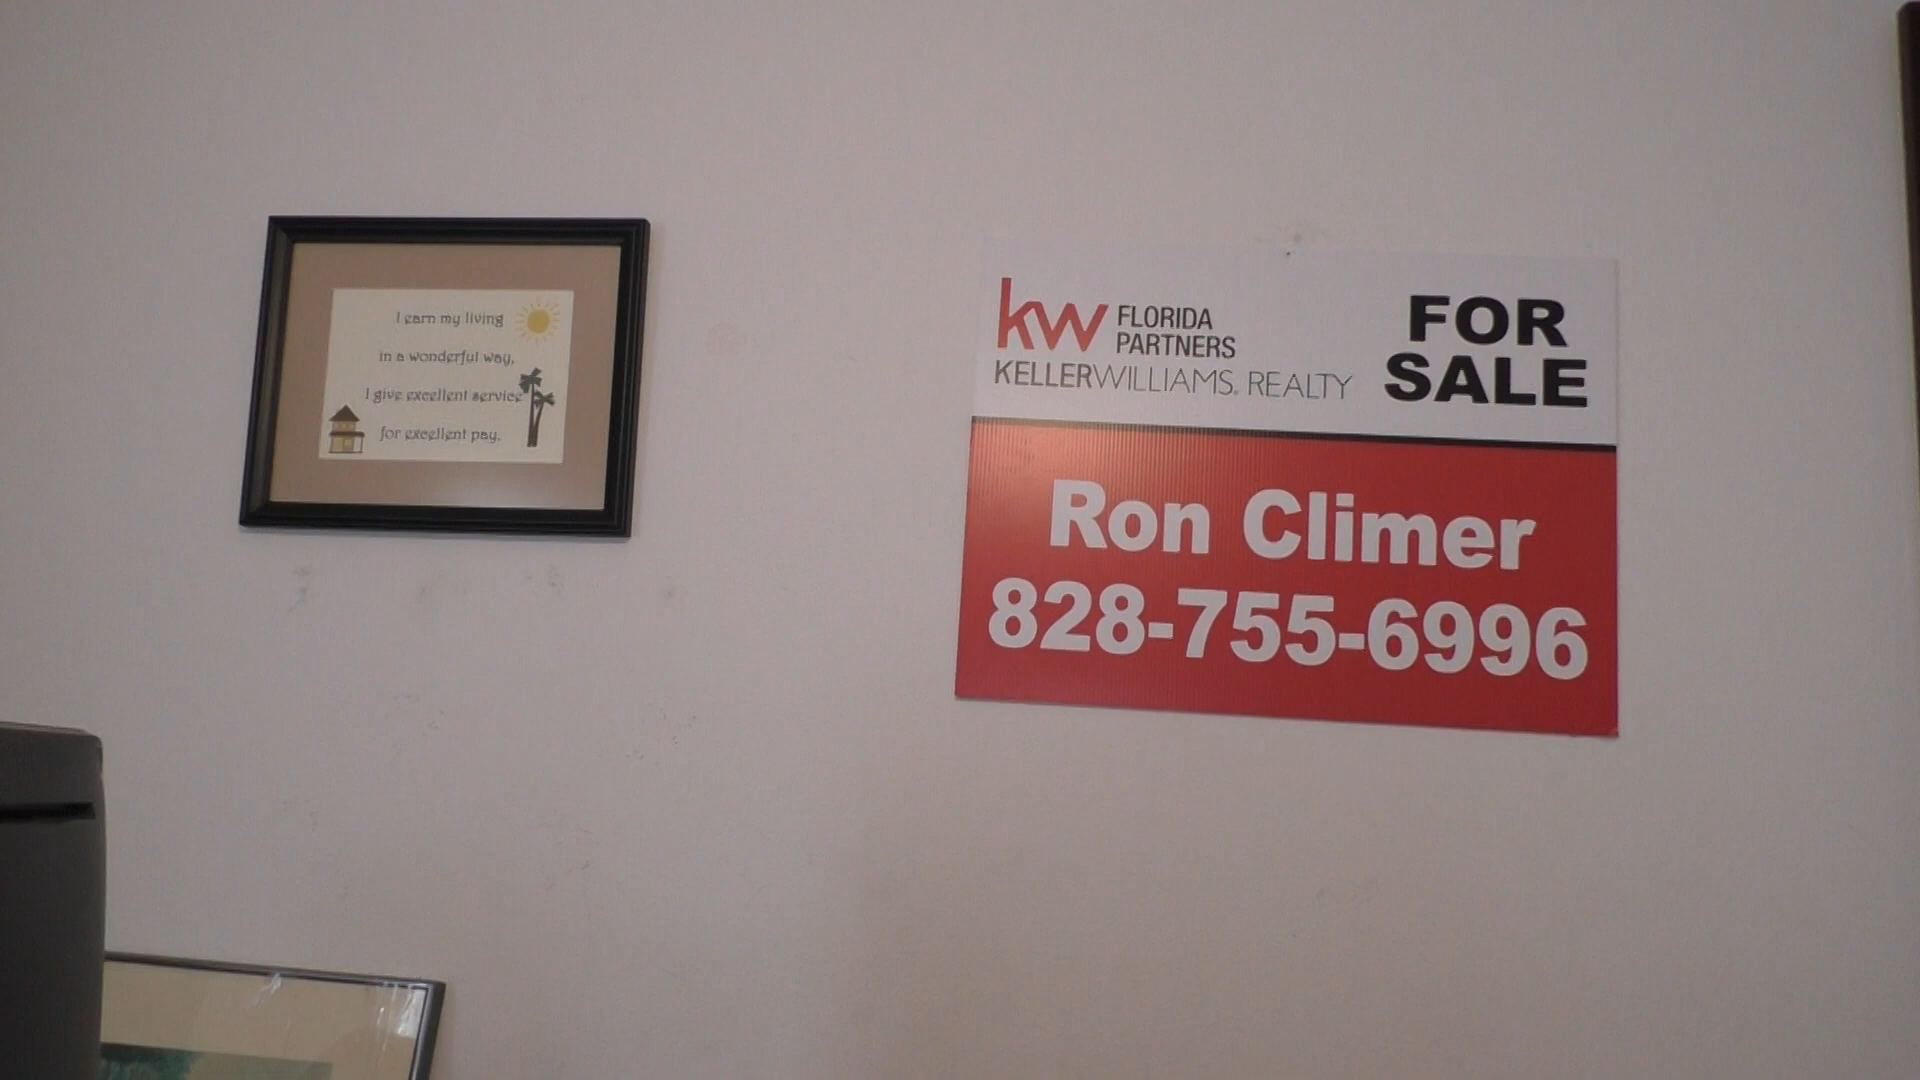 I earn my living
in a wonderful way,
I give excellent service
for excellent pay.
kw FLORIDA
PARTNERS
KELLERWILLIAMS. REALTY
FOR
SALE
Ron Climer
828-755-6996